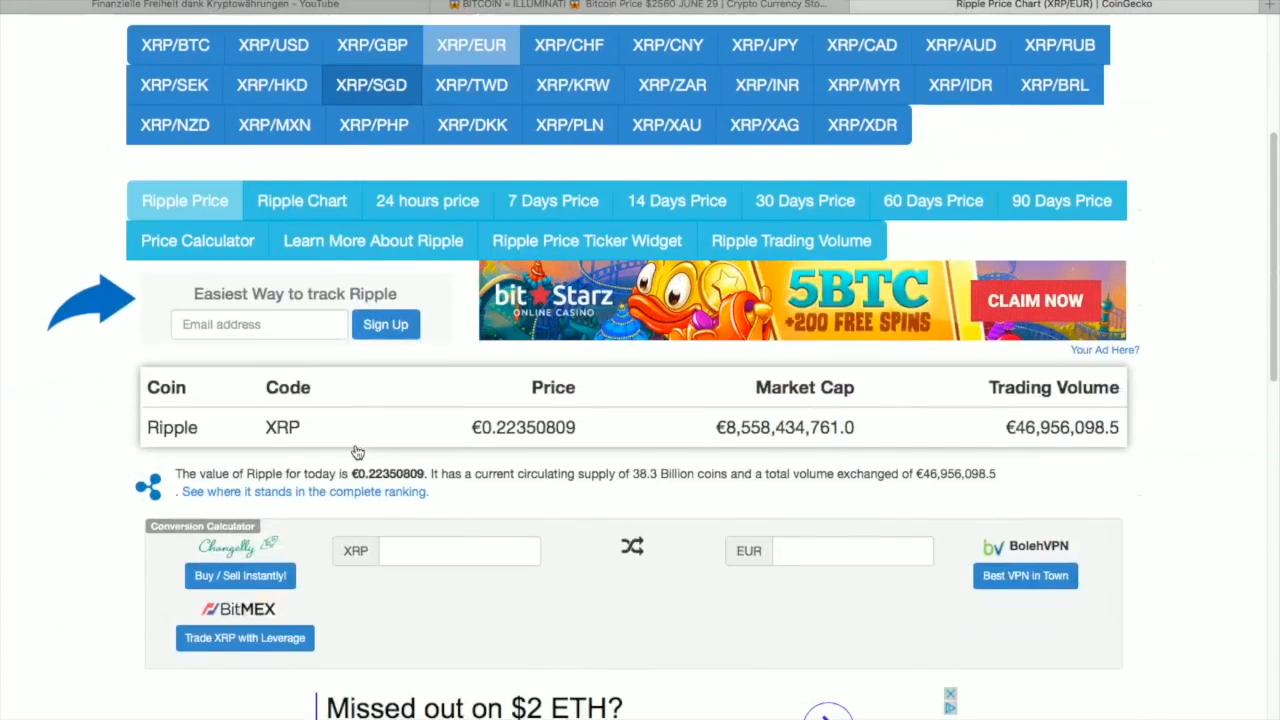 Finanzielle Freiheit dank Kryptowährungen - YouTube
😱 BITCOIN = ILLUMINATI 😱 Bitcoin Price $2560 JUNE 29 | Crypto Currency Sto...
Ripple Price Chart (XRP/EUR) | CoinGecko
XRP/BTC XRP/USD XRP/GBP XRP/EUR XRP/CHF XRP/CNY XRP/JPY XRP/CAD XRP/AUD XRP/RUB
XRP/SEK XRP/HKD XRP/SGD XRP/TWD XRP/KRW XRP/ZAR XRP/INR XRP/MYR XRP/IDR XRP/BRL
XRP/NZD XRP/MXN XRP/PHP XRP/DKK XRP/PLN XRP/XAU XRP/XAG XRP/XDR
Ripple Price Ripple Chart 24 hours price 7 Days Price 14 Days Price 30 Days Price 60 Days Price 90 Days Price
Price Calculator Learn More About Ripple Ripple Price Ticker Widget Ripple Trading Volume
Easiest Way to track Ripple
Email address Sign Up
bit★Starz
ONLINE CASINO
5BTC
+200 FREE SPINS
CLAIM NOW
Your Ad Here?
Coin Code Price Market Cap Trading Volume
Ripple XRP €0.22350809 €8,558,434,761.0 €46,956,098.5
The value of Ripple for today is €0.22350809. It has a current circulating supply of 38.3 Billion coins and a total volume exchanged of €46,956,098.5
. See where it stands in the complete ranking.
Conversion Calculator
Changelly
Buy / Sell Instantly!
XRP
EUR
bv BolehVPN
Best VPN in Town
BitMEX
Trade XRP with Leverage
Missed out on $2 ETH?